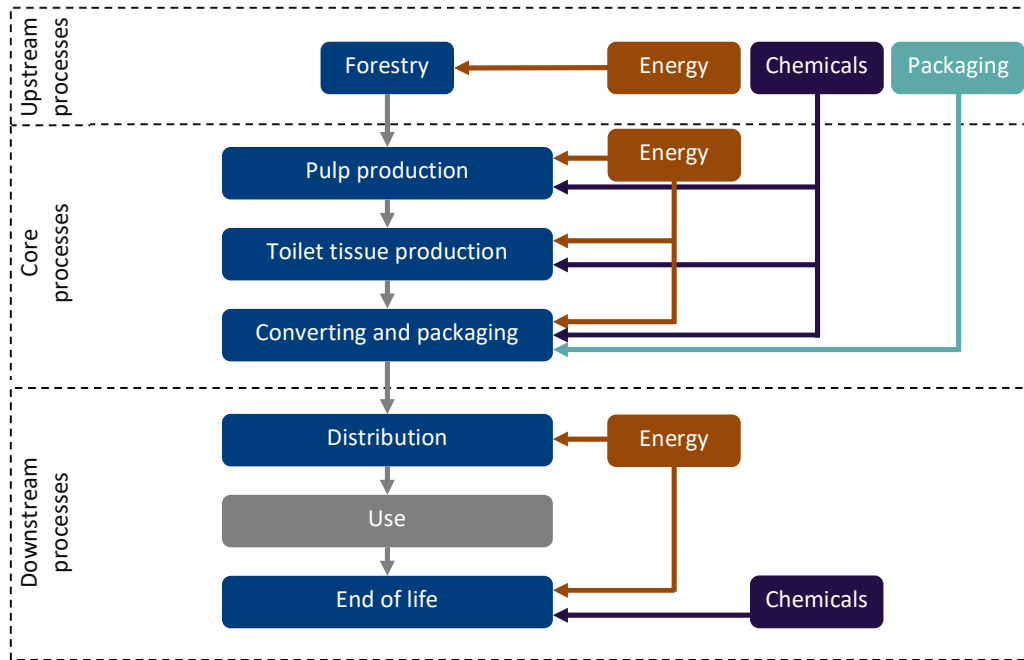 Upstream
processes
Forestry
Energy
Chemicals
Packaging
Core
processes
Energy
Pulp production
Toilet tissue production
Converting and packaging
Downstream
processes
Distribution
Energy
Use
End of life
Chemicals